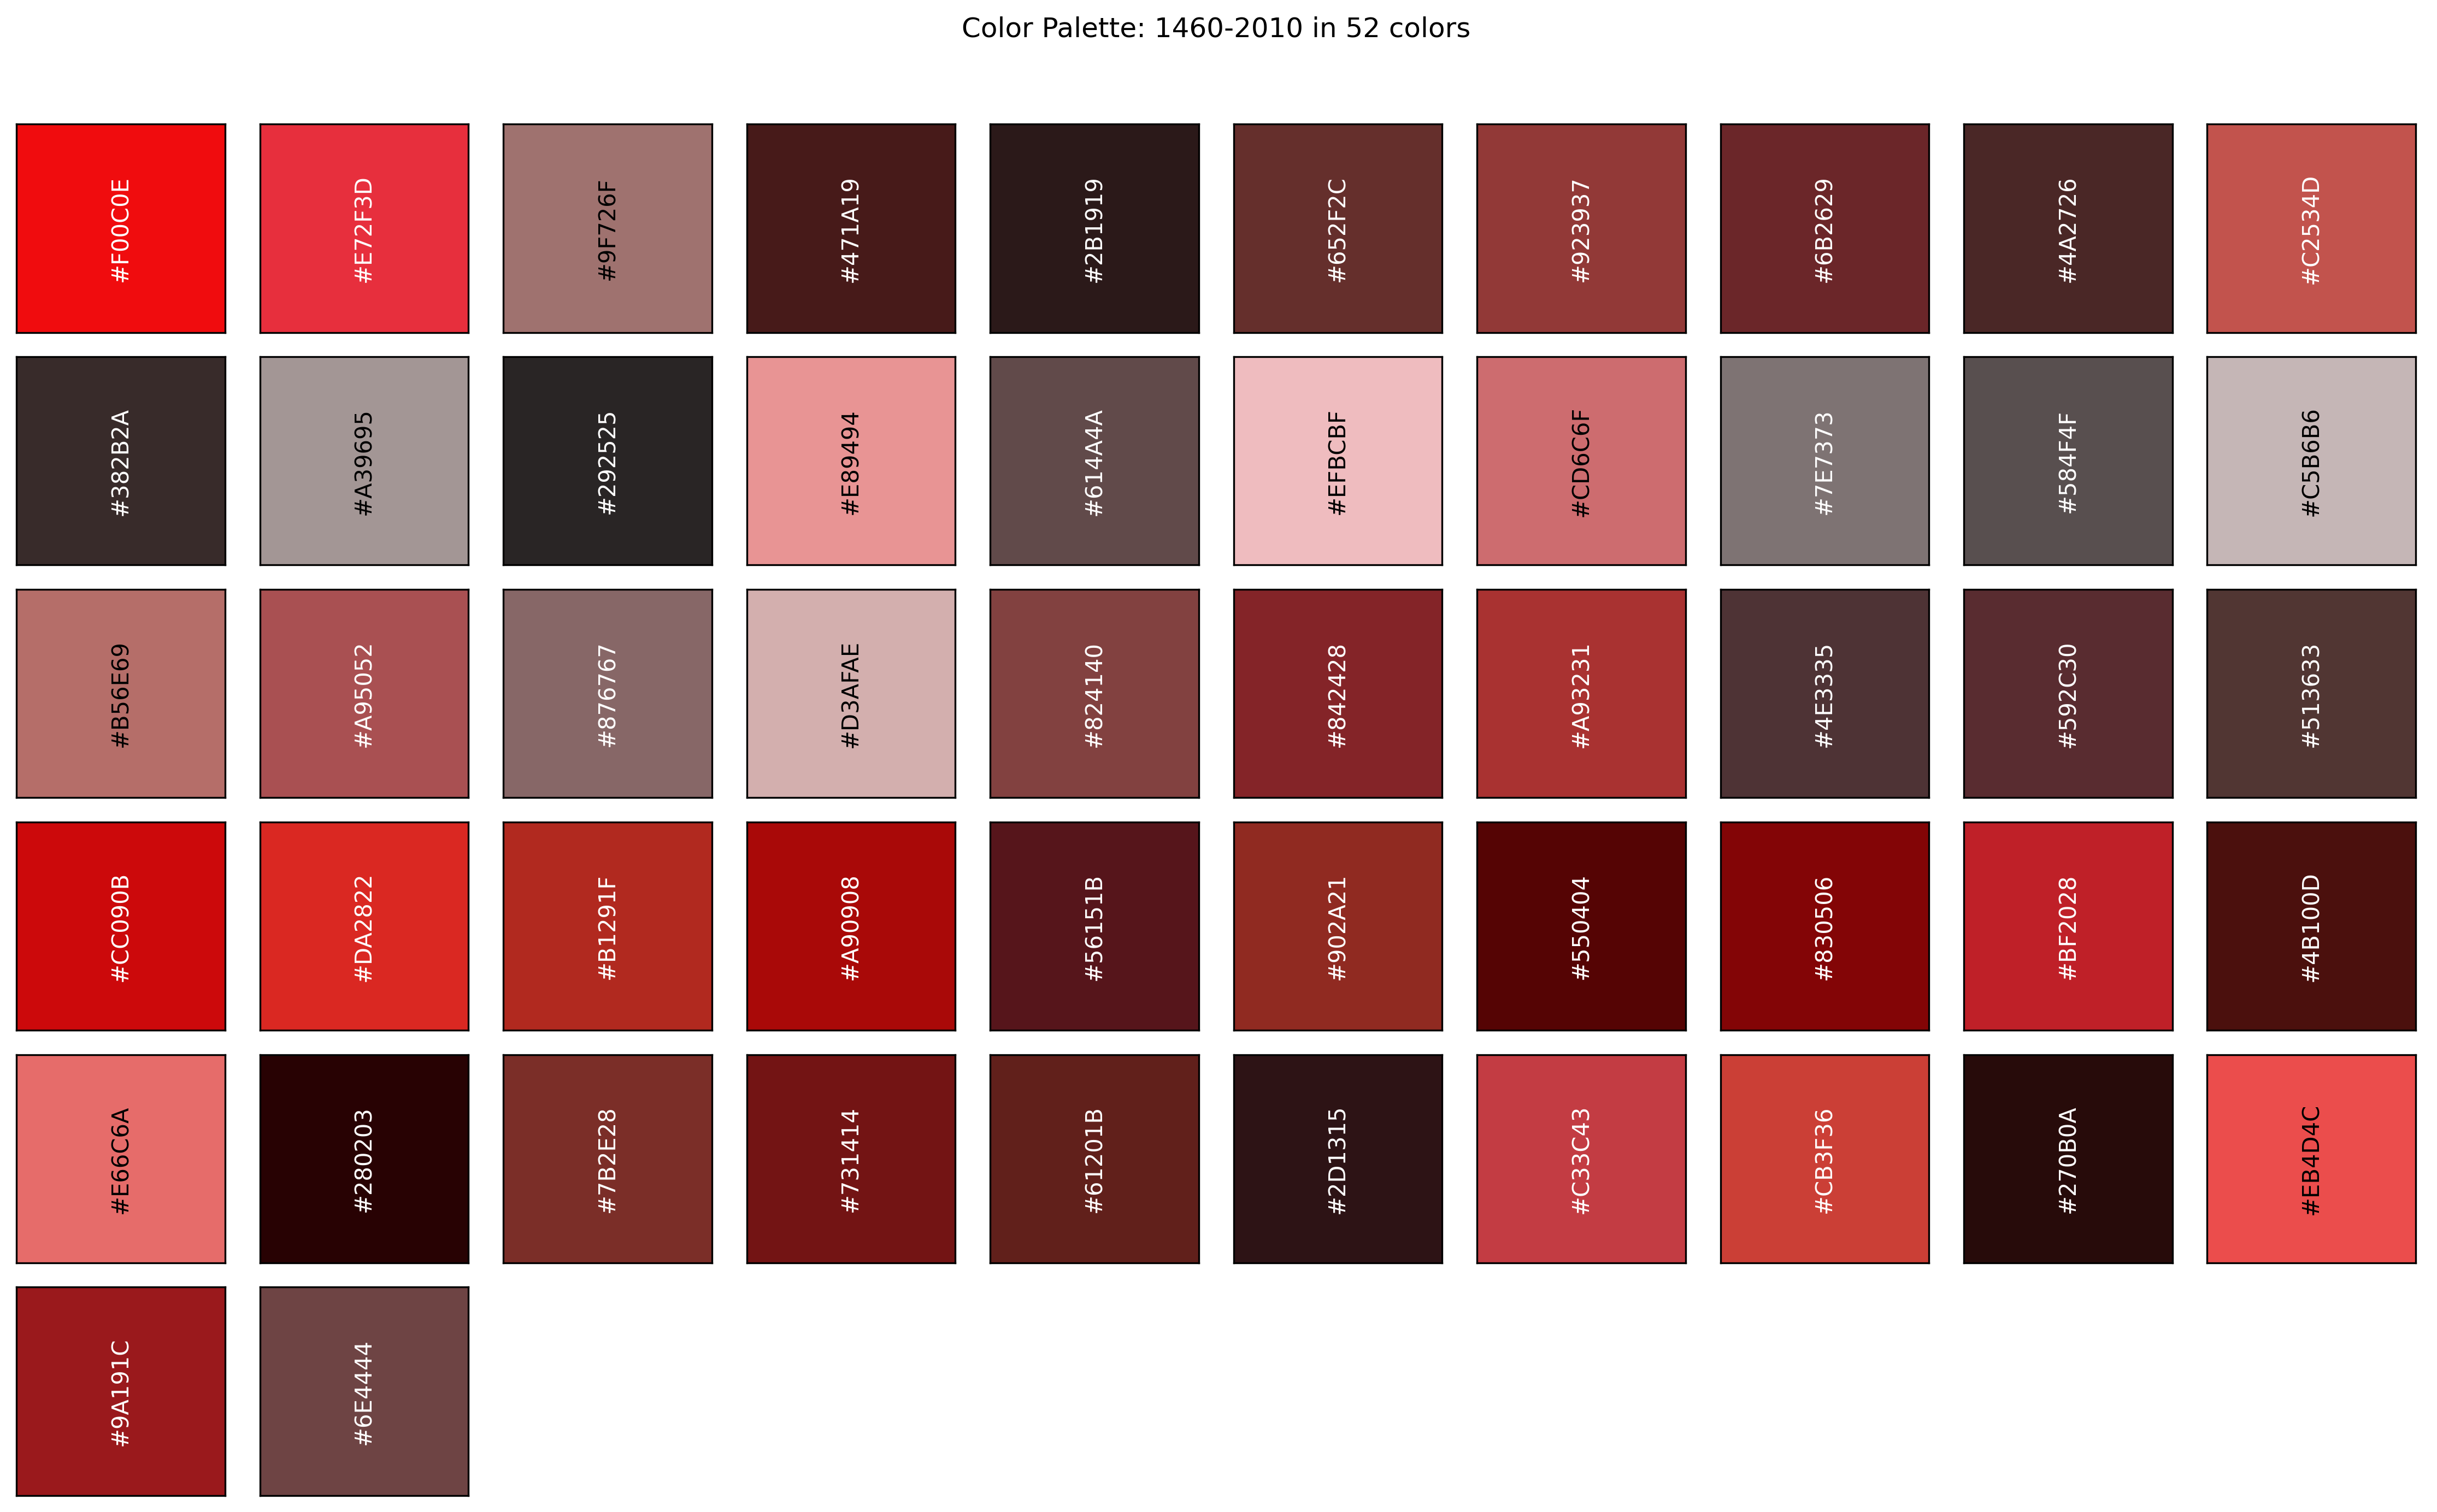 Color Palette: 1460-2010 in 52 colors
#F00C0E
#E72F3D
#9F726F
#471A19
#2B1919
#652F2C
#923937
#6B2629
#4A2726
#C2534D
#382B2A
#A39695
#292525
#E89494
#614A4A
#EFBCBF
#CD6C6F
#7E7373
#584F4F
#C5B6B6
#B56E69
#A95052
#876767
#D3AFAE
#824140
#842428
#A93231
#4E3335
#592C30
#513633
#CC090B
#DA2822
#B1291F
#A90908
#56151B
#902A21
#550404
#830506
#BF2028
#4B100D
#E66C6A
#280203
#7B2E28
#731414
#61201B
#2D1315
#C33C43
#CB3F36
#270B0A
#EB4D4C
#9A191C
#6E4444